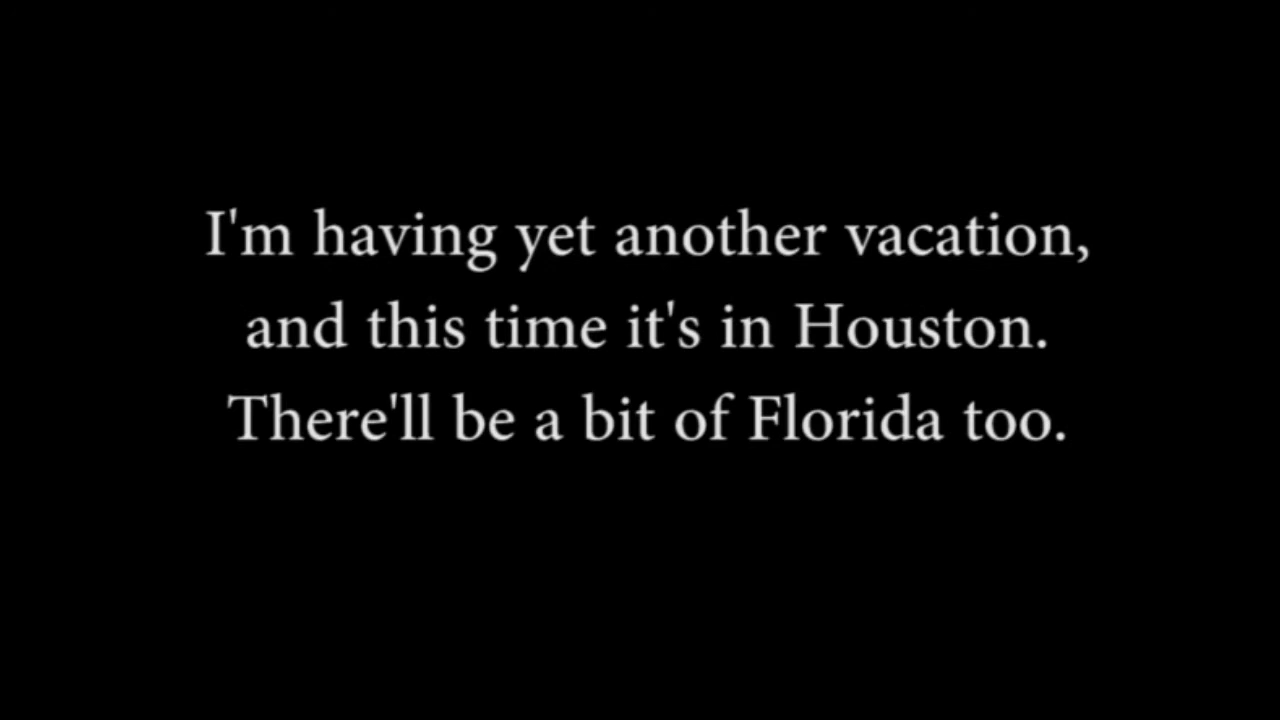 I'm having yet another vacation,
and this time it's in Houston.
There'll be a bit of Florida too.